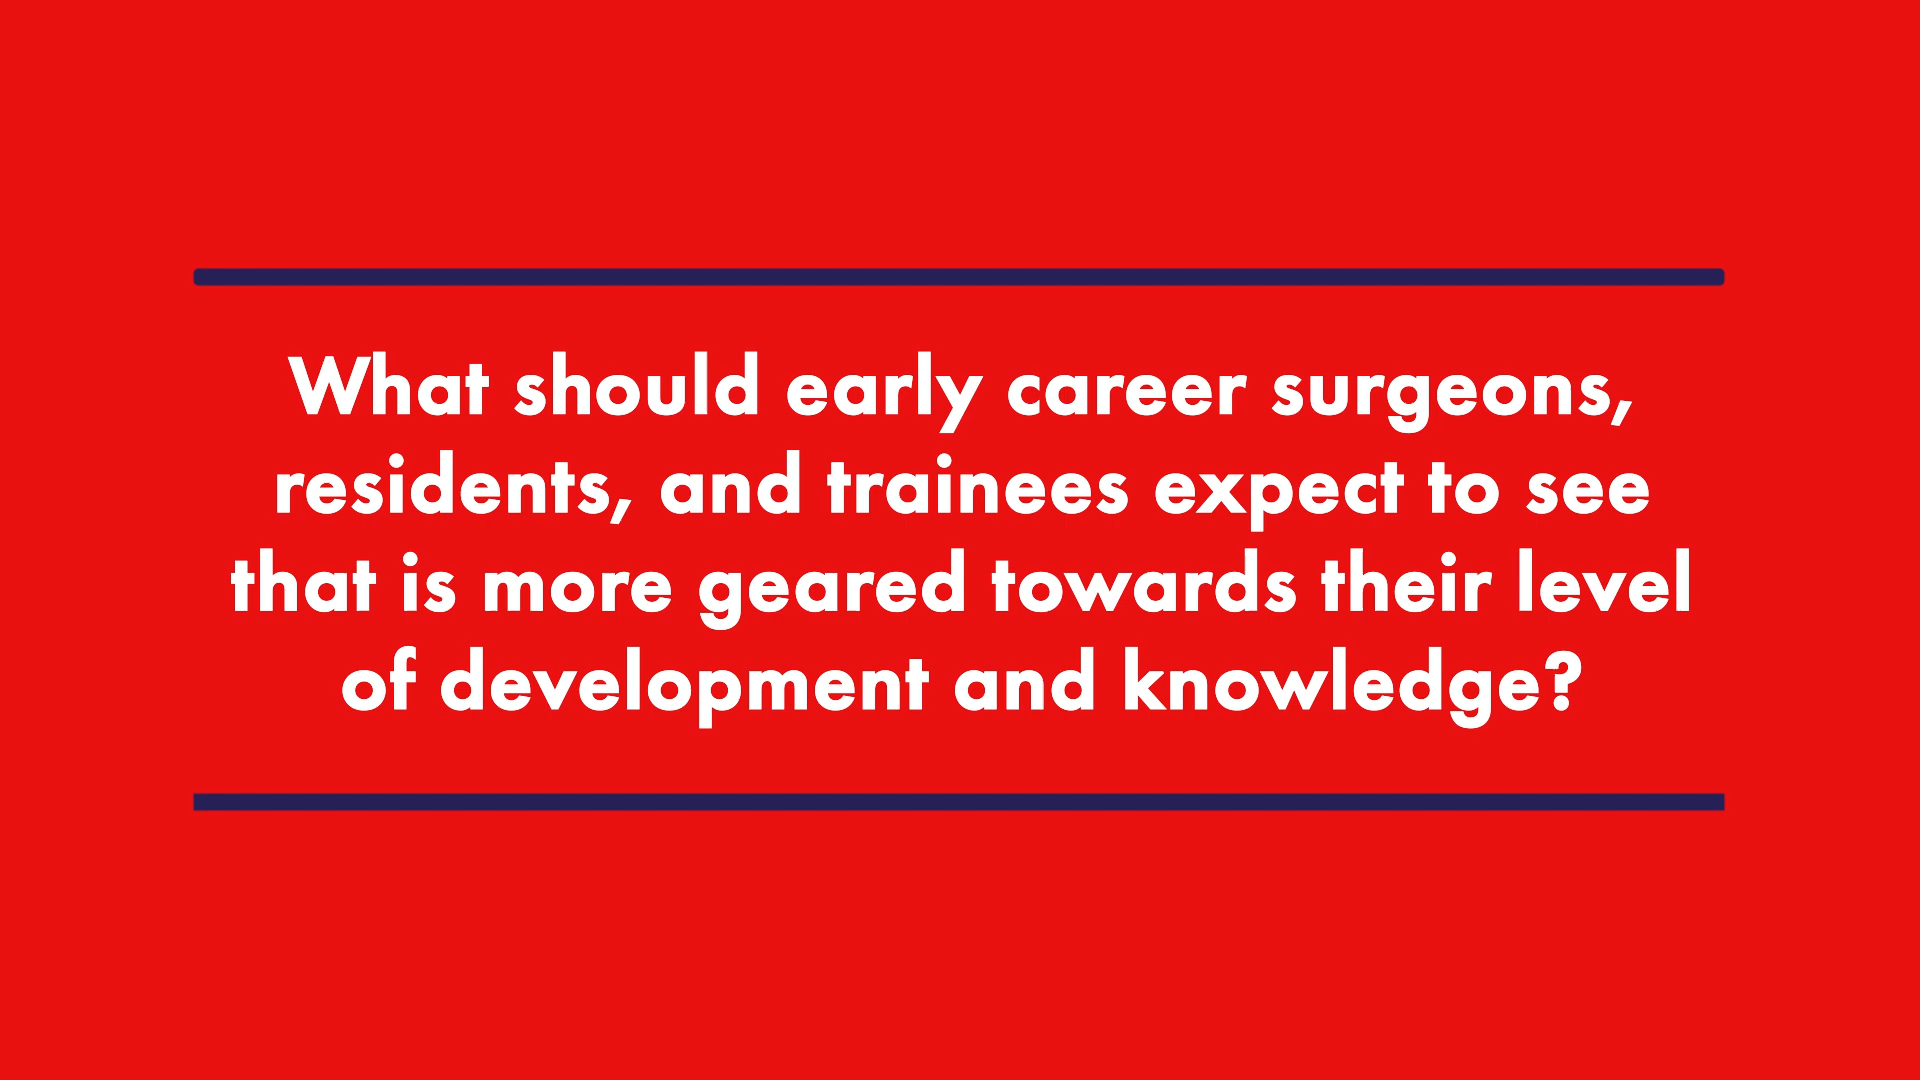 What should early career surgeons,
residents, and trainees expect to see
that is more geared towards their level
of development and knowledge?